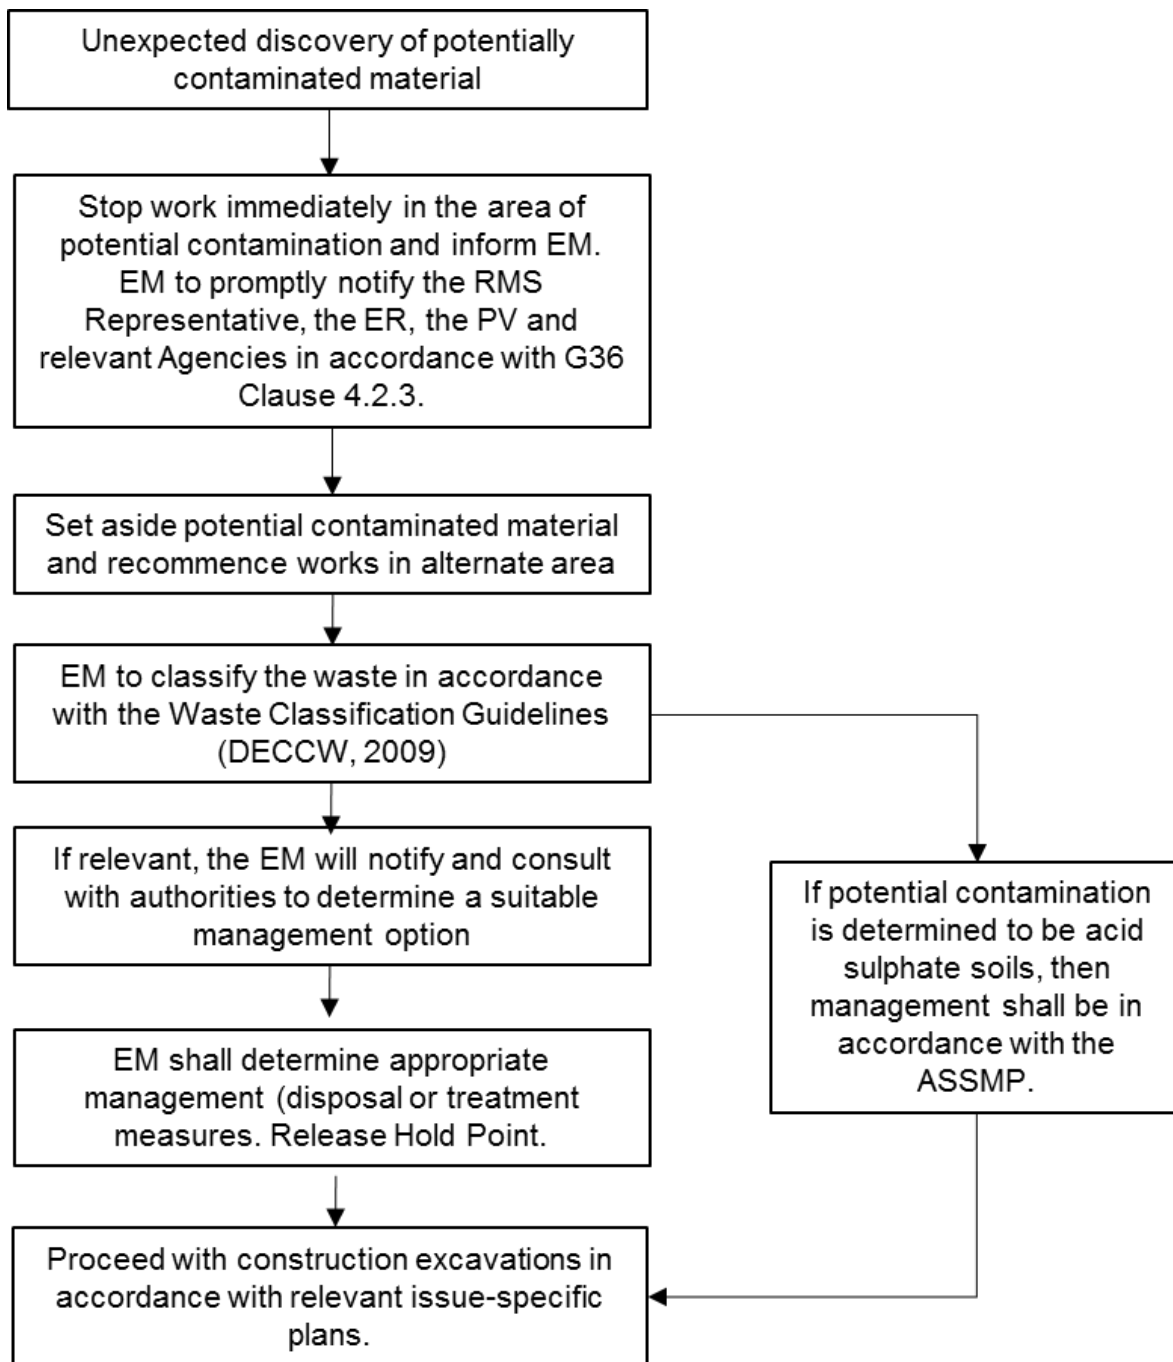 Unexpected discovery of potentially
contaminated material
Stop work immediately in the area of
potential contamination and inform EM.
EM to promptly notify the RMS
Representative, the ER, the PV and
relevant Agencies in accordance with G36
Clause 4.2.3.
Set aside potential contaminated material
and recommence works in alternate area
EM to classify the waste in accordance
with the Waste Classification Guidelines
(DECCW, 2009)
If relevant, the EM will notify and consult
with authorities to determine a suitable
management option
If potential contamination
is determined to be acid
sulphate soils, then
management shall be in
accordance with the
ASSMP.
EM shall determine appropriate
management (disposal or treatment
measures. Release Hold Point.
Proceed with construction excavations in
accordance with relevant issue-specific
plans.